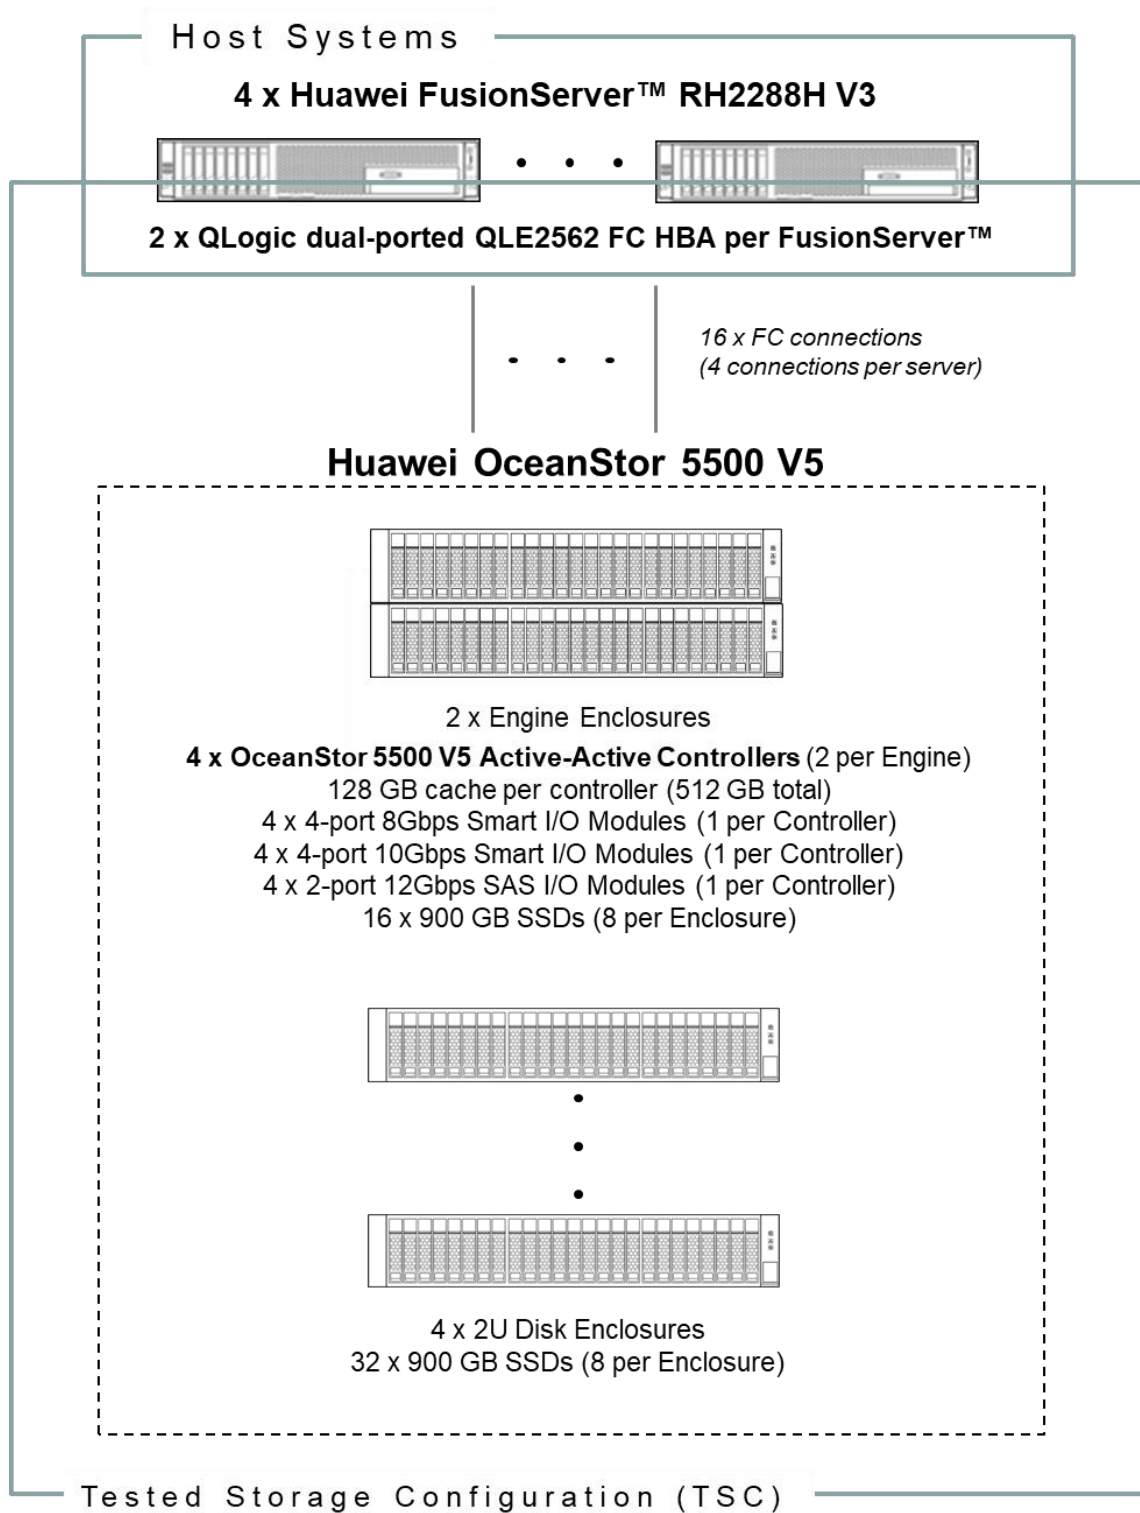 Host Systems
4 x Huawei FusionServer™ RH2288H V3
2 x QLogic dual-ported QLE2562 FC HBA per FusionServer™
16 x FC connections
(4 connections per server)
Huawei OceanStor 5500 V5
2 x Engine Enclosures
4 x OceanStor 5500 V5 Active-Active Controllers (2 per Engine)
128 GB cache per controller (512 GB total)
4 x 4-port 8Gbps Smart I/O Modules (1 per Controller)
4 x 4-port 10Gbps Smart I/O Modules (1 per Controller)
4 x 2-port 12Gbps SAS I/O Modules (1 per Controller)
16 x 900 GB SSDs (8 per Enclosure)
4 x 2U Disk Enclosures
32 x 900 GB SSDs (8 per Enclosure)
Tested Storage Configuration (TSC)